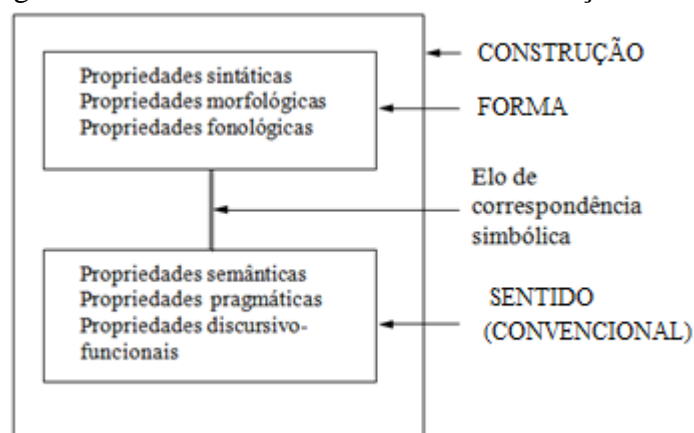 Propriedades sintáticas
Propriedades morfológicas
Propriedades fonológicas
CONSTRUÇÃO
FORMA
Elo de
correspondência
simbólica
Propriedades semânticas
Propriedades pragmáticas
Propriedades discursivo-
funcionais
SENTIDO
(CONVENCIONAL)